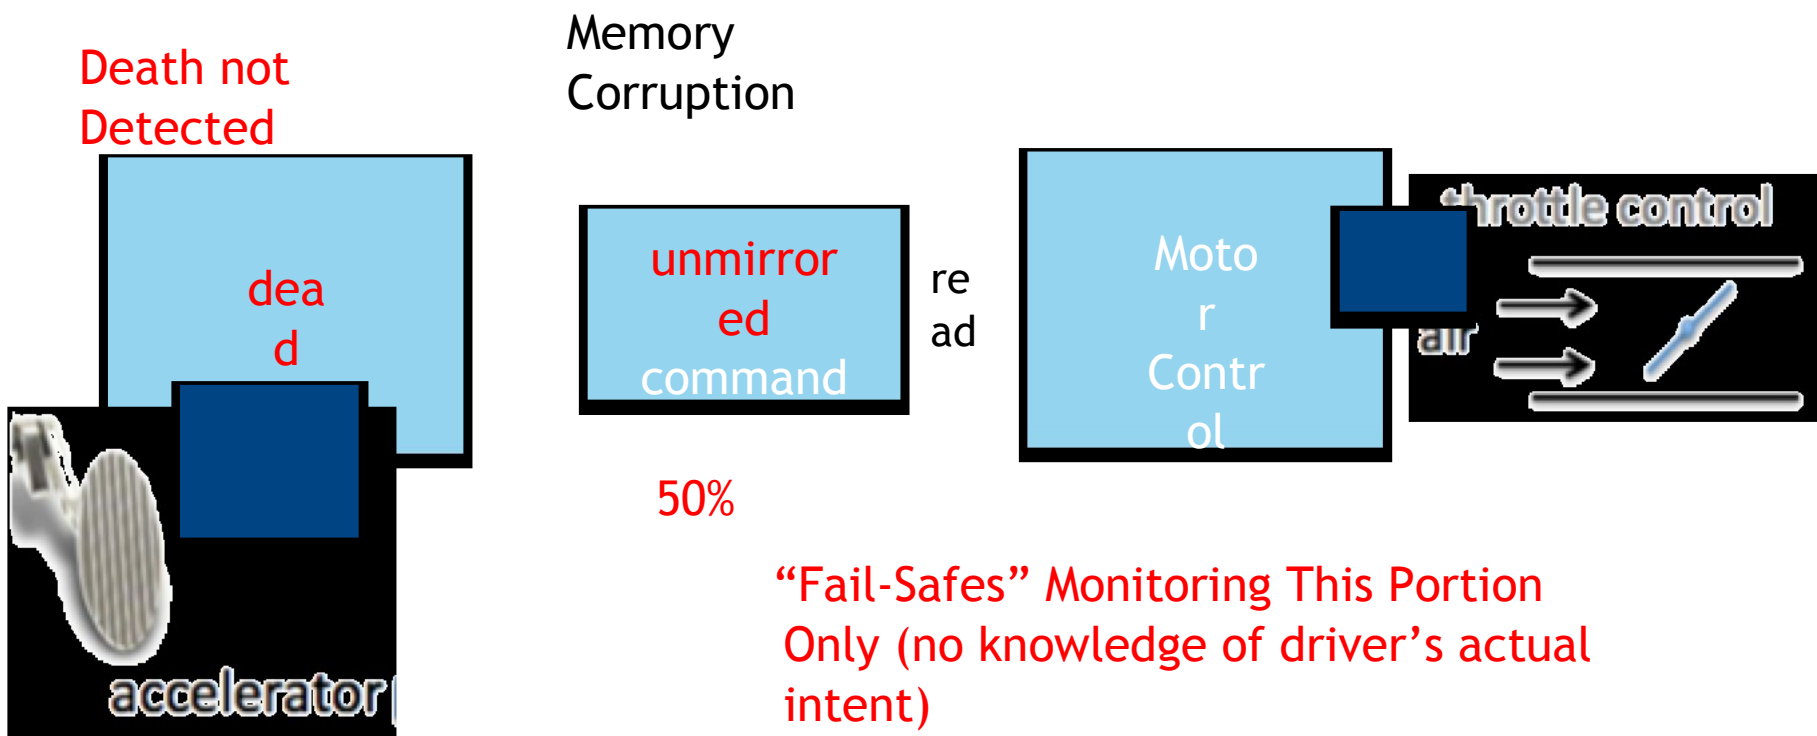 Death not
Detected
Memory
Corruption
dea
d
unmirror
ed
command
re
ad
Moto
r
Contr
ol
throttle control
air
50%
accelerator
“Fail-Safes” Monitoring This Portion
Only (no knowledge of driver’s actual
intent)